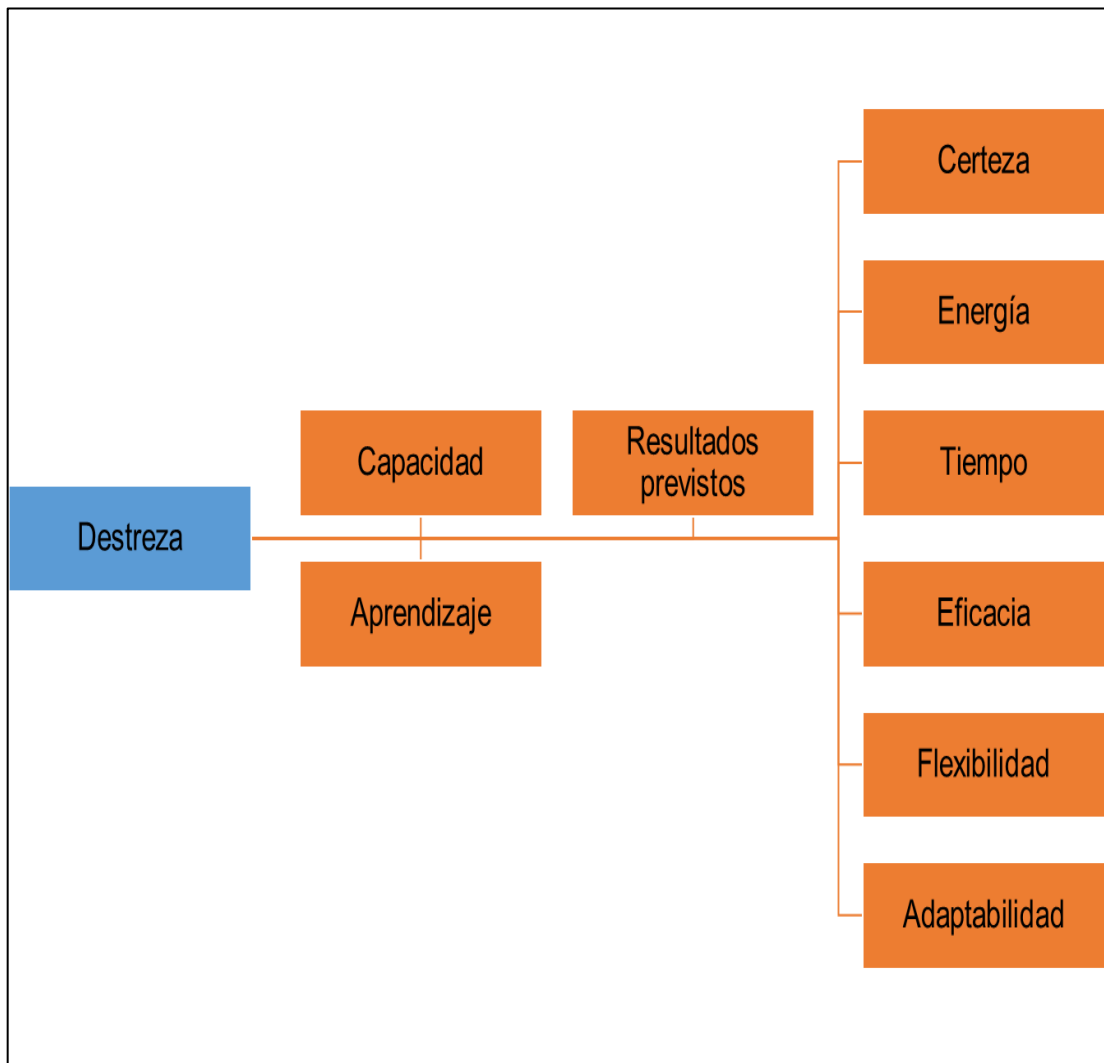 Destreza
Capacidad
Aprendizaje
Resultados
previstos
Certeza
Energía
Tiempo
Eficacia
Flexibilidad
Adaptabilidad